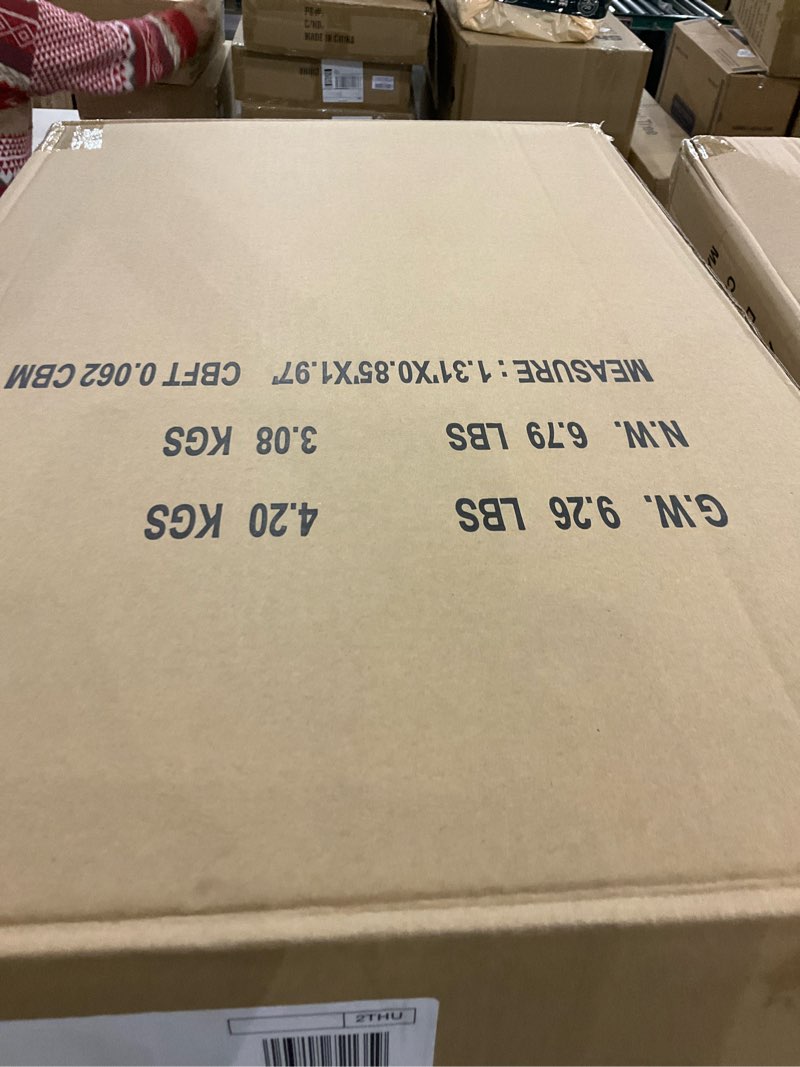 G.W. 9.26 LBS 4.20 KGS
N.W. 6.79 LBS 3.08 KGS
MEASURE : 1.31'X0.85'X1.97' CBFT 0.062 CBM
2THU
C/NO.
MADE IN CHINA